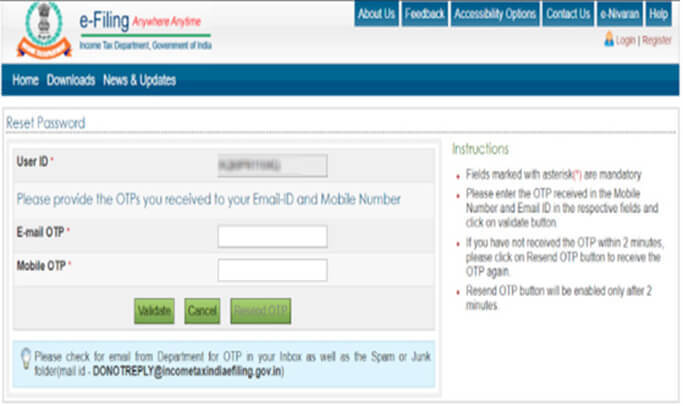 e-Filing Anywhere Anytime
Income Tax Department, Government of India
About Us Feedback Accessibility Options Contact Us e-Nivaran Help
Login | Register
Home Downloads News & Updates
Reset Password
User ID *
Please provide the OTPs you received to your Email-ID and Mobile Number
E-mail OTP *
Mobile OTP *
Validate Cancel Resend OTP
Please check for email from Department for OTP in your Inbox as well as the Spam or Junk
folder(mail id - DONOTREPLY@incometaxindiaefiling.gov.in)
Instructions
Fields marked with asterisk(*) are mandatory
Please enter the OTP received in the Mobile
Number and Email ID in the respective fields and
click on validate button
If you have not received the OTP within 2 minutes,
please click on Resend OTP button to receive the
OTP again.
Resend OTP button will be enabled only after 2
minutes